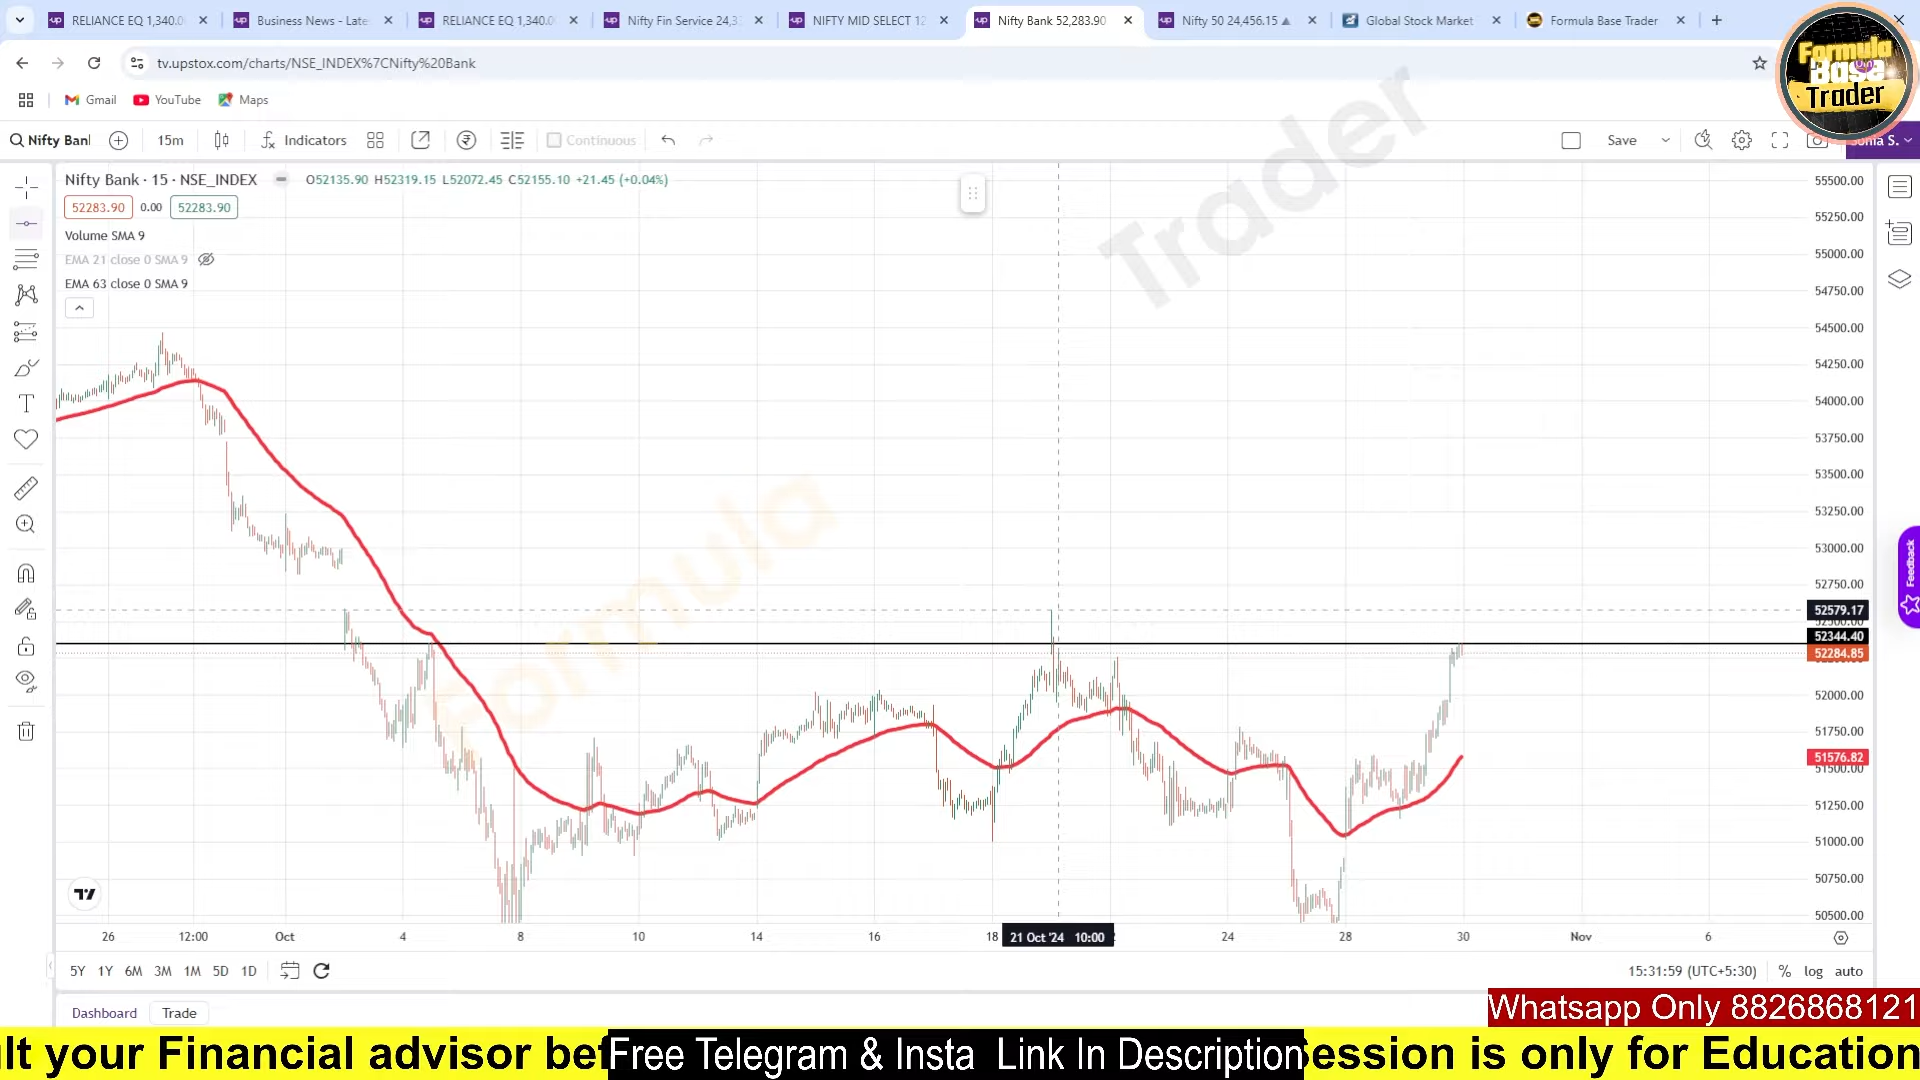 RELIANCE EQ 1,340.0
Business News - Late
RELIANCE EQ 1,340.0
Nifty Fin Service 24,3
NIFTY MID SELECT 12
Nifty Bank 52,283.90
Nifty 50 24,456.15 ▲
Global Stock Market
Formula Base Trader
tv.upstox.com/charts/NSE_INDEX%7CNifty%20Bank
Gmail
YouTube
Maps
Formula
Base
Trader
Nifty Banl
15m
Indicators
Continuous
Save
S.
Nifty Bank · 15 · NSE_INDEX
O52135.90 H52319.15 L52072.45 C52155.10 +21.45 (+0.04%)
52283.90 0.00 52283.90
Volume SMA 9
EMA 21 close 0 SMA 9
EMA 63 close 0 SMA 9
Trader
Formula
55500.00
55250.00
55000.00
54750.00
54500.00
54250.00
54000.00
53750.00
53500.00
53250.00
53000.00
52750.00
52579.17
52344.40
52284.85
52000.00
51750.00
51576.82
51500.00
51250.00
51000.00
50750.00
50500.00
Feedback
26 12:00 Oct 4 8 10 14 16 18 21 Oct '24 10:00 24 28 30 Nov 6
5Y 1Y 6M 3M 1M 5D 1D
15:31:59 (UTC+5:30) % log auto
Dashboard Trade
Whatsapp Only 8826868121
lt your Financial advisor bef
Free Telegram & Insta Link In Description
Session is only for Education